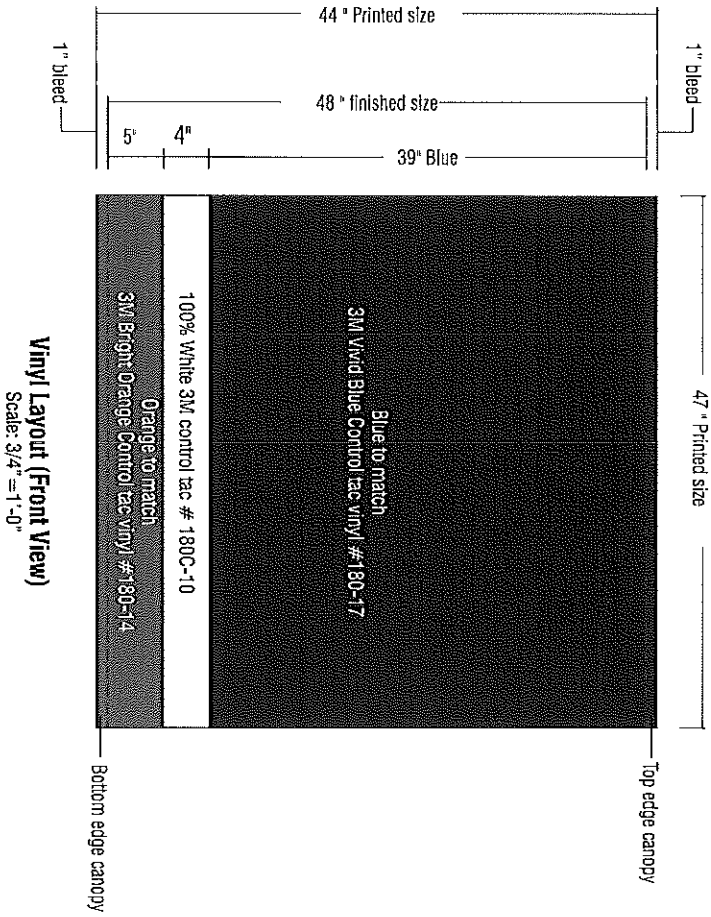 44 " Printed size
1" bleed
1" bleed
48 " finished size
5"
4"
39" Blue
47 " Printed size
Blue to match
3M Vivid Blue Control tac vinyl #180-17
100% White 3M control tac # 180C-10
Orange to match
3M Bright Orange Control tac vinyl #180-14
Top edge canopy
Bottom edge canopy
Vinyl Layout (Front View)
Scale: 3/4" = 1'-0"